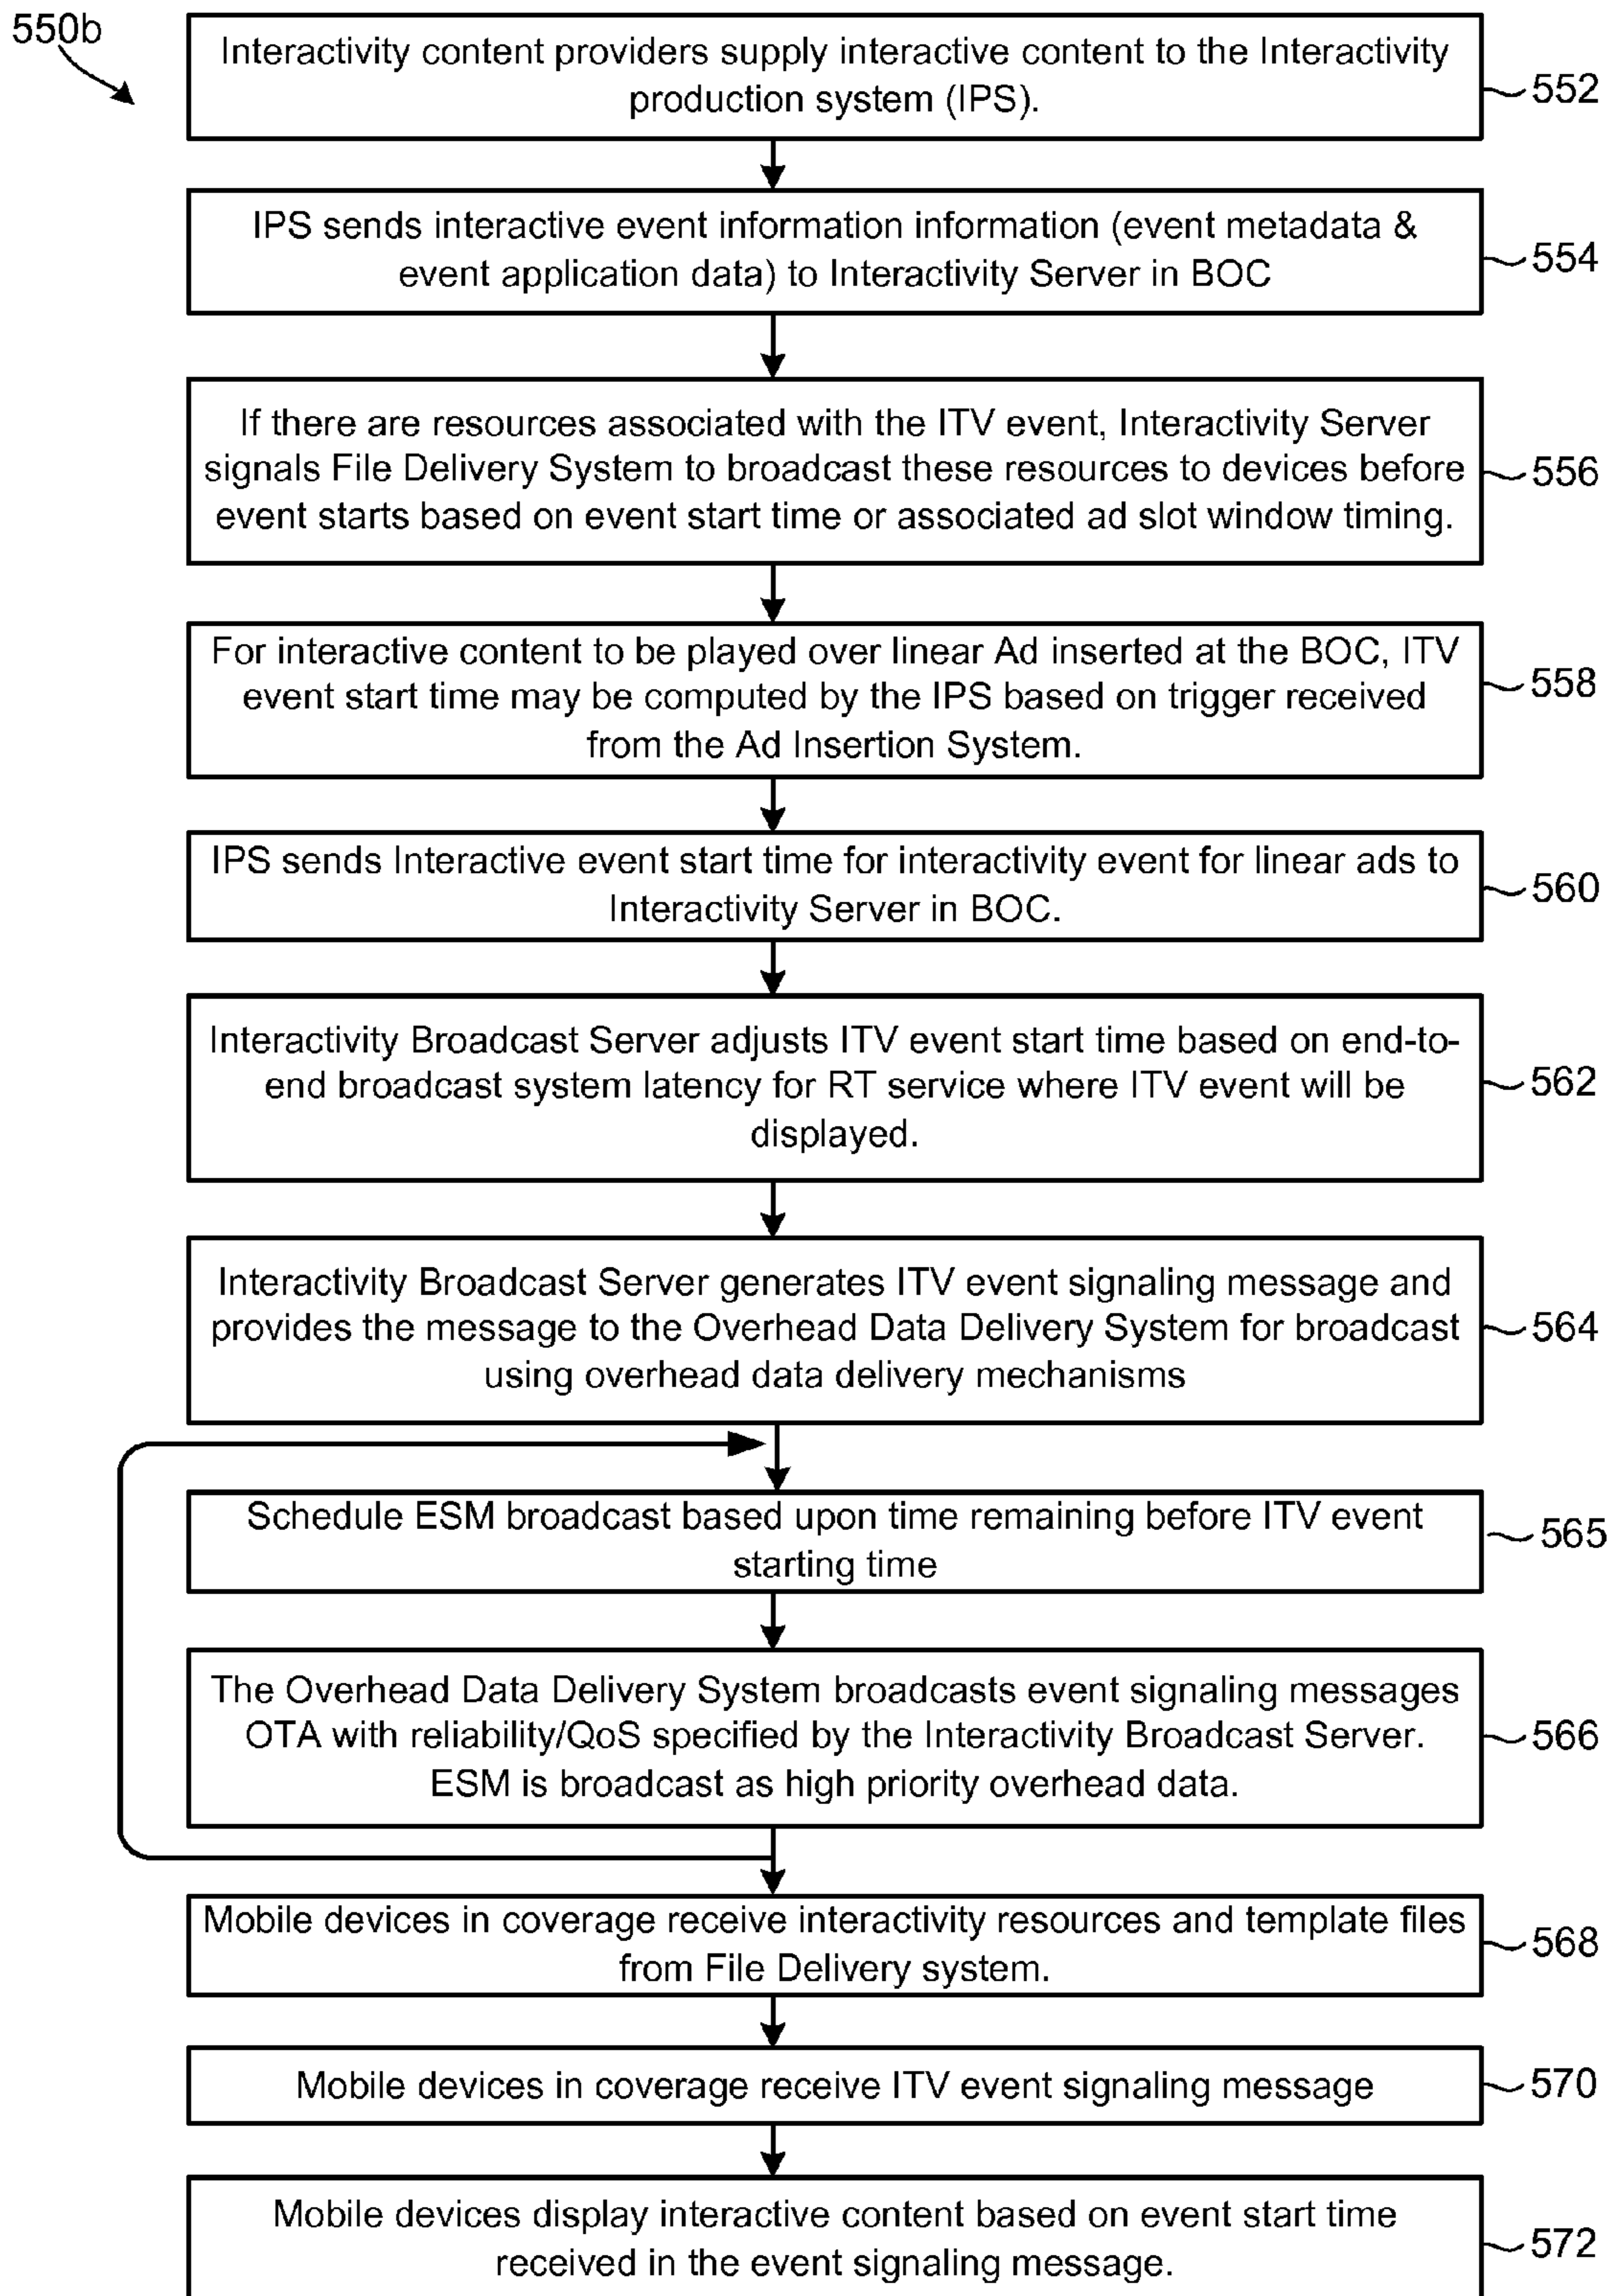 550b
Interactivity content providers supply interactive content to the Interactivity
production system (IPS).
552
IPS sends interactive event information information (event metadata &
event application data) to Interactivity Server in BOC
554
If there are resources associated with the ITV event, Interactivity Server
signals File Delivery System to broadcast these resources to devices before
event starts based on event start time or associated ad slot window timing.
556
For interactive content to be played over linear Ad inserted at the BOC, ITV
event start time may be computed by the IPS based on trigger received
from the Ad Insertion System.
558
IPS sends Interactive event start time for interactivity event for linear ads to
Interactivity Server in BOC.
560
Interactivity Broadcast Server adjusts ITV event start time based on end-to-
end broadcast system latency for RT service where ITV event will be
displayed.
562
Interactivity Broadcast Server generates ITV event signaling message and
provides the message to the Overhead Data Delivery System for broadcast
using overhead data delivery mechanisms
564
Schedule ESM broadcast based upon time remaining before ITV event
starting time
565
The Overhead Data Delivery System broadcasts event signaling messages
OTA with reliability/QoS specified by the Interactivity Broadcast Server.
ESM is broadcast as high priority overhead data.
566
Mobile devices in coverage receive interactivity resources and template files
from File Delivery system.
568
Mobile devices in coverage receive ITV event signaling message
570
Mobile devices display interactive content based on event start time
received in the event signaling message.
572